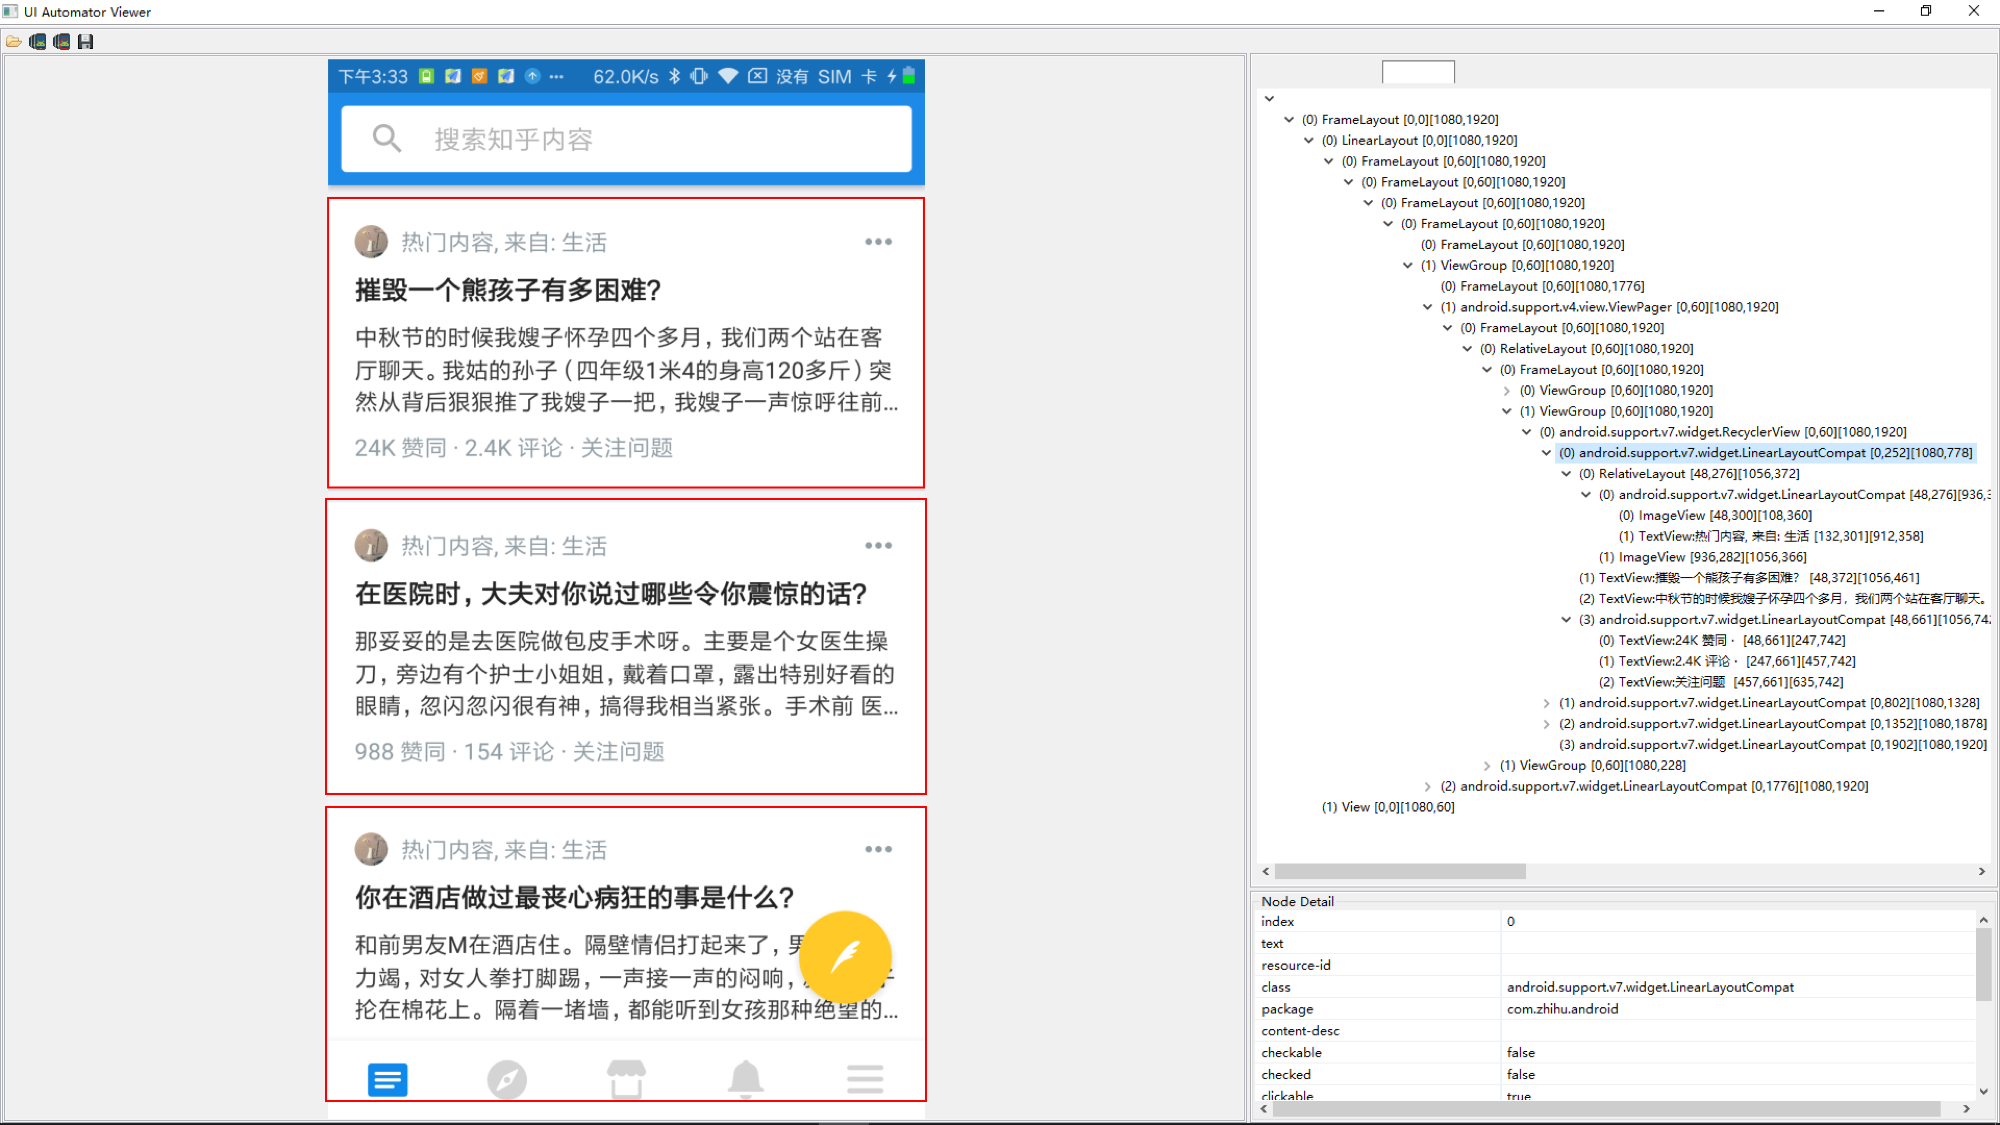 UI Automator Viewer
下午3:33 ··· 62.0K/s 没有 SIM 卡
搜索知乎内容
热门内容, 来自: 生活
摧毁一个熊孩子有多困难?
中秋节的时候我嫂子怀孕四个多月，我们两个站在客
厅聊天。我姑的孙子（四年级1米4的身高120多斤）突
然从背后狠狠推了我嫂子一把，我嫂子一声惊呼往前...
24K 赞同 · 2.4K 评论 · 关注问题
热门内容, 来自: 生活
在医院时，大夫对你说过哪些令你震惊的话?
那妥妥的是去医院做包皮手术呀。主要是个女医生操
刀，旁边有个护士小姐姐，戴着口罩，露出特别好看的
眼睛，忽闪忽闪很有神，搞得我相当紧张。手术前 医...
988 赞同 · 154 评论 · 关注问题
热门内容, 来自: 生活
你在酒店做过最丧心病狂的事是什么?
和前男友M在酒店住。隔壁情侣打起来了，男
力竭，对女人拳打脚踢，一声接一声的闷响，
抡在棉花上。隔着一堵墙，都能听到女孩那种绝望的...
(0) FrameLayout [0,0][1080,1920]
(0) LinearLayout [0,0][1080,1920]
(0) FrameLayout [0,60][1080,1920]
(0) FrameLayout [0,60][1080,1920]
(0) FrameLayout [0,60][1080,1920]
(0) FrameLayout [0,60][1080,1920]
(0) FrameLayout [0,60][1080,1920]
(1) ViewGroup [0,60][1080,1920]
(0) FrameLayout [0,60][1080,1776]
(1) android.support.v4.view.ViewPager [0,60][1080,1920]
(0) FrameLayout [0,60][1080,1920]
(0) RelativeLayout [0,60][1080,1920]
(0) FrameLayout [0,60][1080,1920]
(0) ViewGroup [0,60][1080,1920]
(1) ViewGroup [0,60][1080,1920]
(0) android.support.v7.widget.RecyclerView [0,60][1080,1920]
(0) android.support.v7.widget.LinearLayoutCompat [0,252][1080,778]
(0) RelativeLayout [48,276][1056,372]
(0) android.support.v7.widget.LinearLayoutCompat [48,276][936,3
(0) ImageView [48,300][108,360]
(1) TextView:热门内容, 来自: 生活 [132,301][912,358]
(1) ImageView [936,282][1056,366]
(1) TextView:摧毁一个熊孩子有多困难? [48,372][1056,461]
(2) TextView:中秋节的时候我嫂子怀孕四个多月，我们两个站在客厅聊天。
(3) android.support.v7.widget.LinearLayoutCompat [48,661][1056,742
(0) TextView:24K 赞同 · [48,661][247,742]
(1) TextView:2.4K 评论 · [247,661][457,742]
(2) TextView:关注问题 [457,661][635,742]
(1) android.support.v7.widget.LinearLayoutCompat [0,802][1080,1328]
(2) android.support.v7.widget.LinearLayoutCompat [0,1352][1080,1878]
(3) android.support.v7.widget.LinearLayoutCompat [0,1902][1080,1920]
(1) ViewGroup [0,60][1080,228]
(2) android.support.v7.widget.LinearLayoutCompat [0,1776][1080,1920]
(1) View [0,0][1080,60]
Node Detail
index 0
text
resource-id
class android.support.v7.widget.LinearLayoutCompat
package com.zhihu.android
content-desc
checkable false
checked false
clickable true